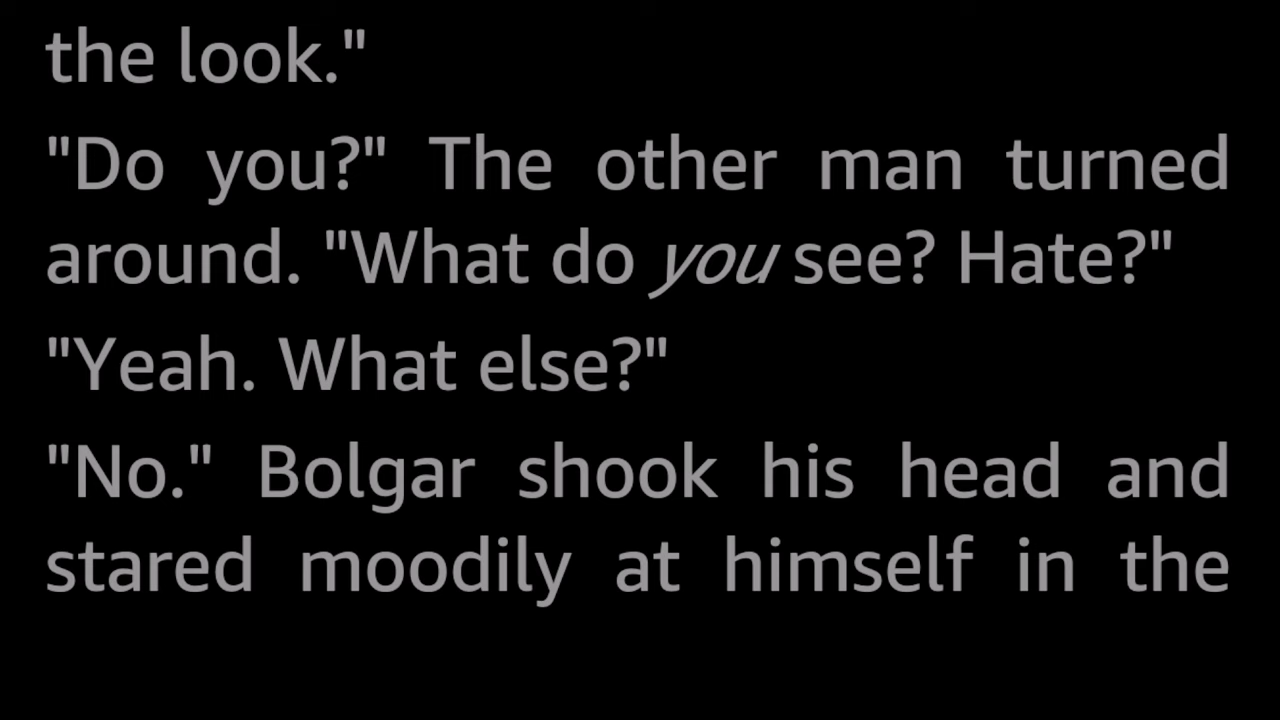 the look."
"Do you?" The other man turned
around. "What do you see? Hate?"
"Yeah. What else?"
"No." Bolgar shook his head and
stared moodily at himself in the